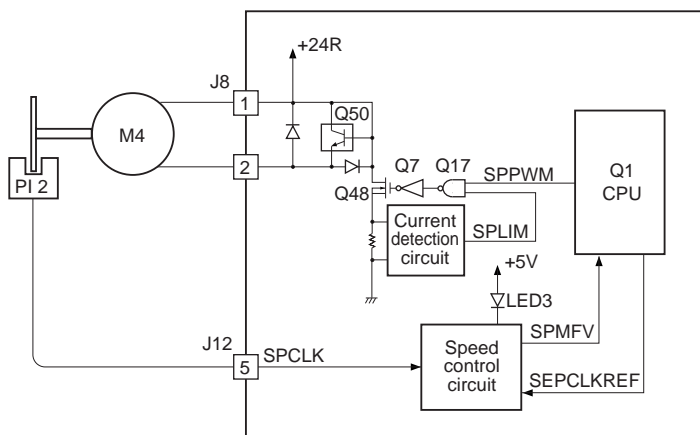 +24R
J8
1
Q50
M4
2
Q7
Q17
SPPWM
Q1
CPU
PI 2
Q48
Current
detection
circuit
SPLIM
+5V
LED3
J12
5
SPCLK
Speed
control
circuit
SPMFV
SEPCLKREF